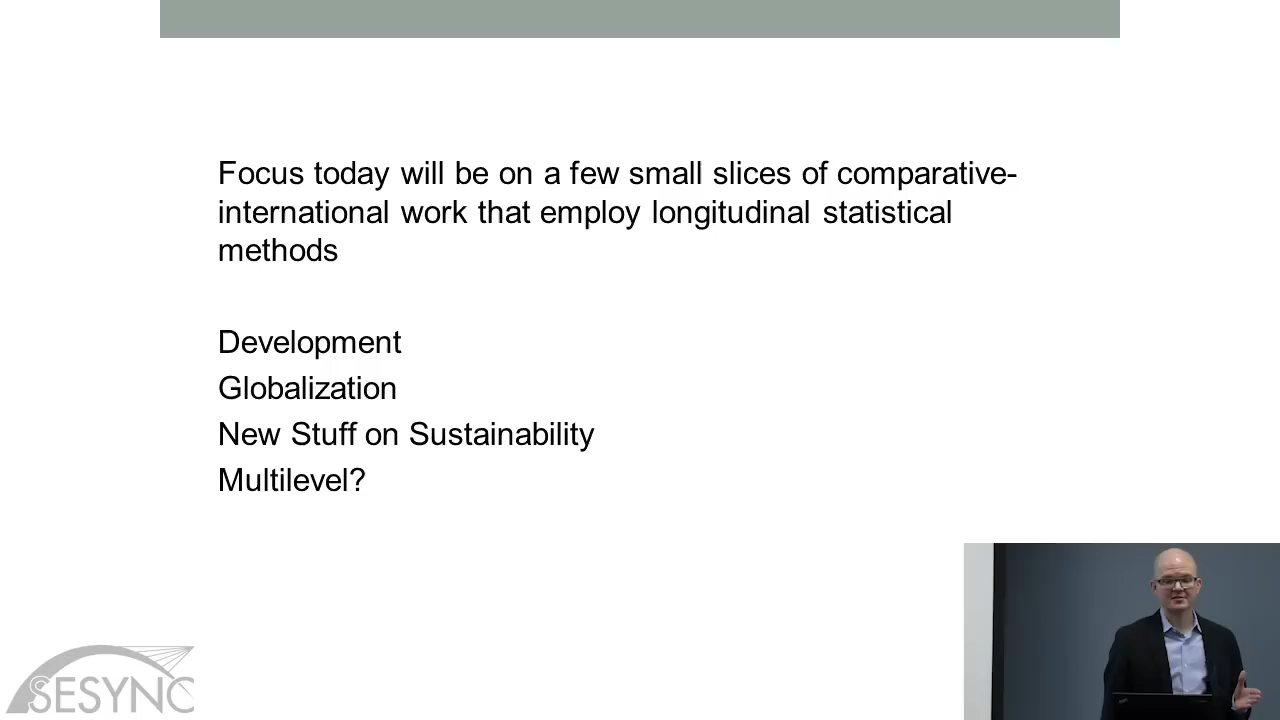 Focus today will be on a few small slices of comparative-
international work that employ longitudinal statistical
methods
Development
Globalization
New Stuff on Sustainability
Multilevel?
SESYNC